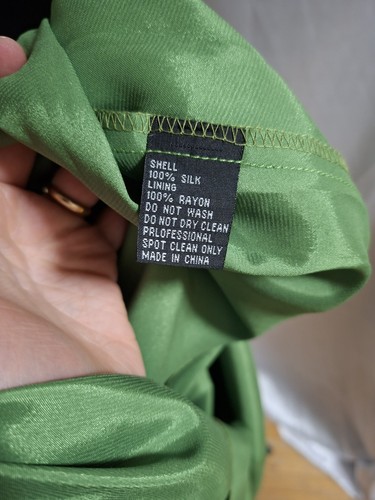 SHELL
100% SILK
LINING
100% RAYON
DO NOT WASH
DO NOT DRY CLEAN
PRLOFESSIONAL
SPOT CLEAN ONLY
MADE IN CHINA